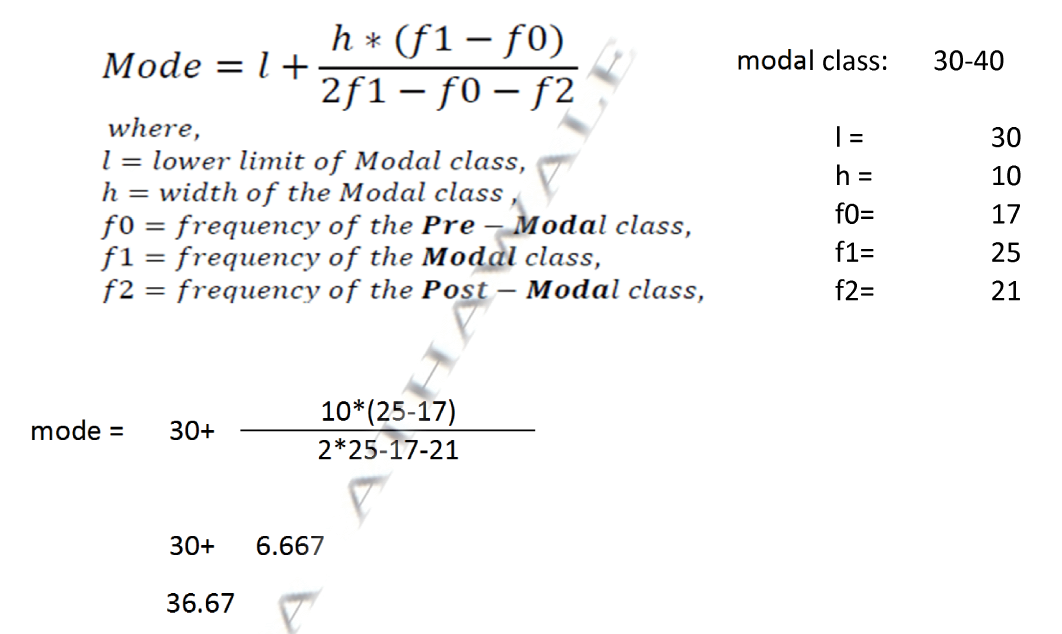 Mode = l + h * (f1 − f0) / 2f1 − f0 − f2
where,
l = lower limit of Modal class,
h = width of the Modal class ,
f0 = frequency of the Pre − Modal class,
f1 = frequency of the Modal class,
f2 = frequency of the Post − Modal class,
modal class: 30-40
l = 30
h = 10
f0= 17
f1= 25
f2= 21
mode = 30+ 10*(25-17) / 2*25-17-21
30+ 6.667
36.67